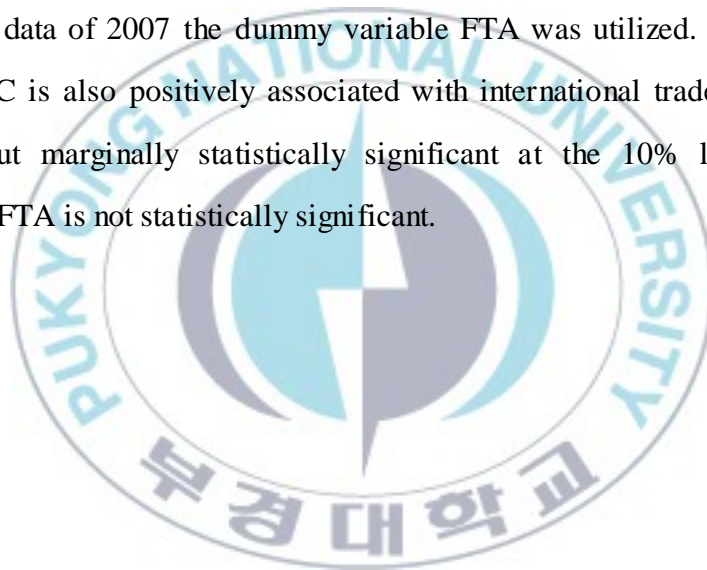 data of 2007 the dummy variable FTA was utilized.
C is also positively associated with international trade
ut marginally statistically significant at the 10% l
FTA is not statistically significant.
PUKYONG NATIONAL UNIVERSITY
부경대학교